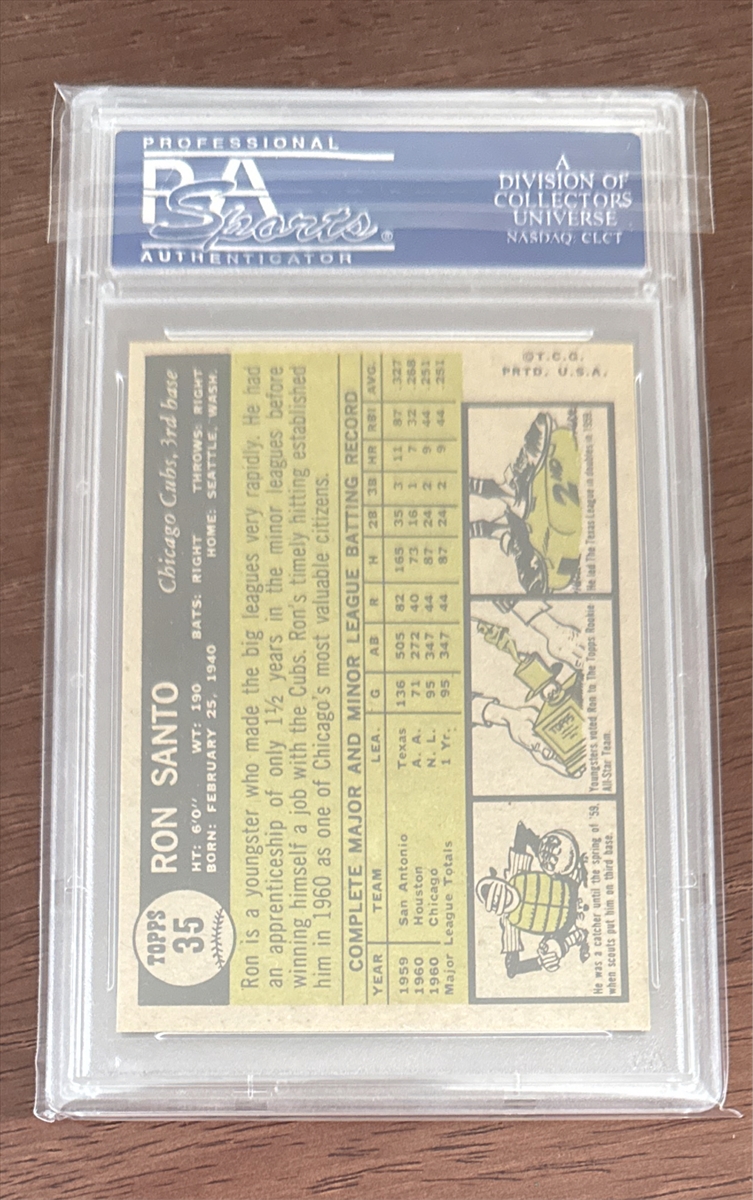 PROFESSIONAL
PSA
Sports®
AUTHENTICATOR
A
DIVISION OF
COLLECTORS
UNIVERSE
NASDAQ: CLCT
TOPPS
35
RON SANTO Chicago Cubs, 3rd base
HT: 6'0" WT: 190 BATS: RIGHT THROWS: RIGHT
BORN: FEBRUARY 25, 1940 HOME: SEATTLE, WASH.
Ron is a youngster who made the big leagues very rapidly. He had
an apprenticeship of only 1½ years in the minor leagues before
winning himself a job with the Cubs. Ron's timely hitting established
him in 1960 as one of Chicago's most valuable citizens.
COMPLETE MAJOR AND MINOR LEAGUE BATTING RECORD
YEAR TEAM LEA. G AB R H 2B 3B HR RBI AVG.
1959 San Antonio Texas 136 505 82 165 35 3 11 87 .327
1960 Houston A. A. 71 272 40 73 16 1 7 32 .268
1960 Chicago N. L. 95 347 44 87 24 2 9 44 .251
Major League Totals 1 Yr. 95 347 44 87 24 2 9 44 .251
He was a catcher until the spring of '59,
when scouts put him on third base.
Youngsters voted Ron to The Topps Rookie
All-Star Team.
2ND
He led The Texas League in doubles in 1959.
©T.C.G.
PRTD. U.S.A.